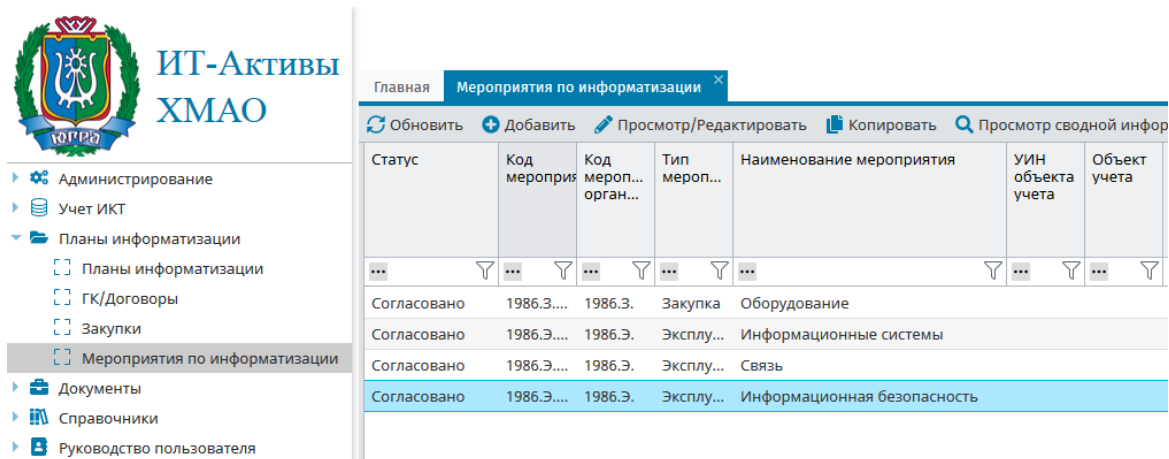 ИТ-Активы
ХМАО
ЮГРА
Администрирование
Учет ИКТ
Планы информатизации
Планы информатизации
ГК/Договоры
Закупки
Мероприятия по информатизации
Документы
Справочники
Руководство пользователя
Главная Мероприятия по информатизации ×
Обновить Добавить Просмотр/Редактировать Копировать Просмотр сводной инфор
Статус Код Код Тип Наименование мероприятия УИН Объект
мероприя мероп... мероп... объекта учета
орган... учета
... ... ... ... ... ... ...
Согласовано 1986.З.... 1986.З. Закупка Оборудование
Согласовано 1986.Э.... 1986.Э. Эксплу... Информационные системы
Согласовано 1986.Э.... 1986.Э. Эксплу... Связь
Согласовано 1986.Э.... 1986.Э. Эксплу... Информационная безопасность